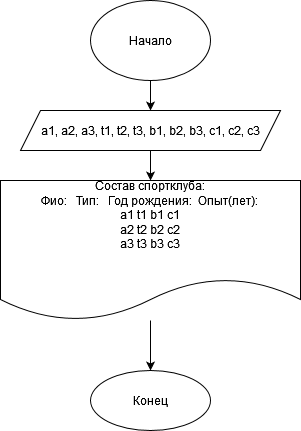 Начало
a1, a2, a3, t1, t2, t3, b1, b2, b3, c1, c2, c3
Состав спортклуба:
Фио: Тип: Год рождения: Опыт(лет):
a1 t1 b1 c1
a2 t2 b2 c2
a3 t3 b3 c3
Конец